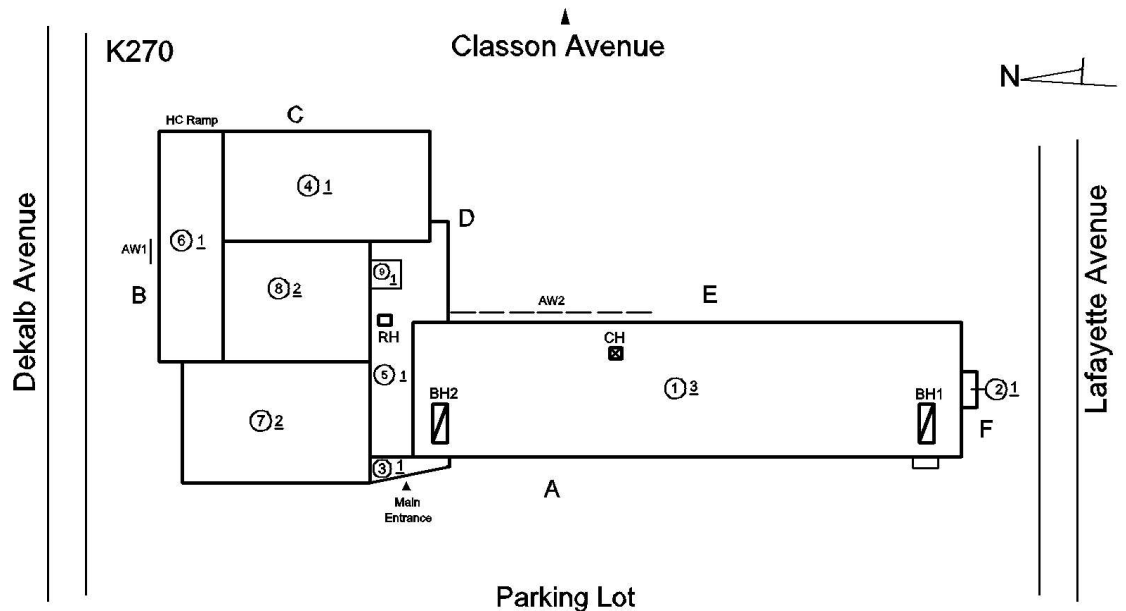 Classon Avenue
K270
N
HC Ramp
C
4 1
D
Dekalb Avenue
Lafayette Avenue
AW1
6 1
9 1
B
8 2
AW2
E
RH
CH
5 1
1 3
2 1
BH2
BH1
7 2
F
3 1
A
Main
Entrance
Parking Lot